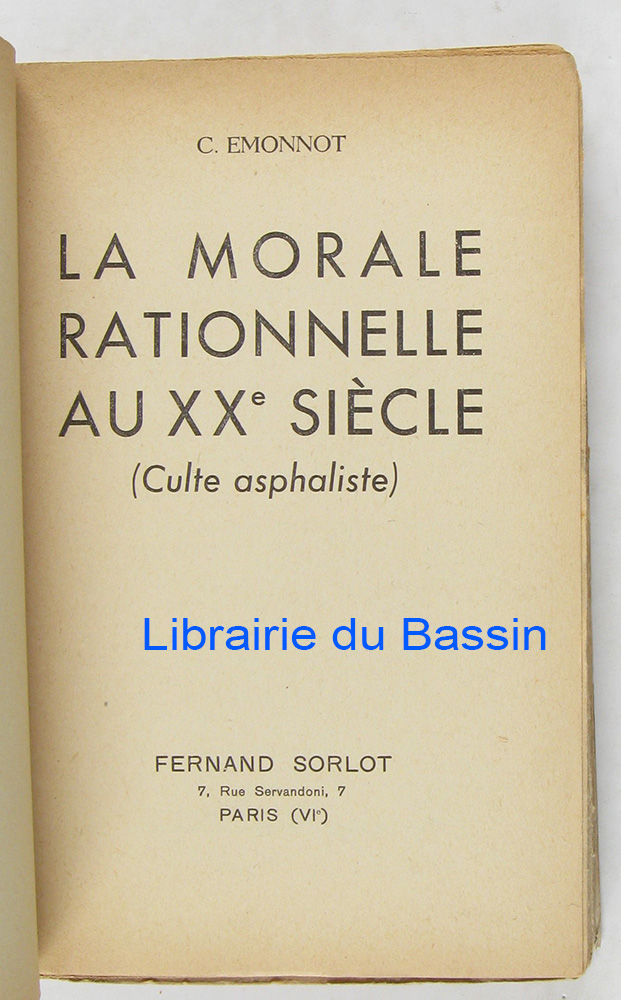 C. EMONNOT
LA MORALE
RATIONNELLE
AU XXe SIÈCLE
(Culte asphaliste)
Librairie du Bassin
FERNAND SORLOT
7, Rue Servandoni, 7
PARIS (VIe)